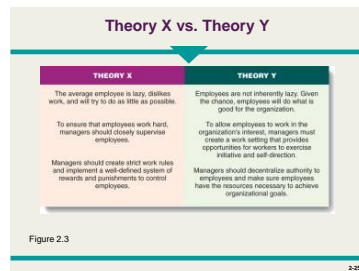 Theory X vs. Theory Y
THEORY X
The average employee is lazy, dislikes
work, and will try to do as little as possible.
To ensure that employees work hard,
managers should closely supervise
employees.
Managers should create strict work rules
and implement a well-defined system of
rewards and punishments to control
employees.
THEORY Y
Employees are not inherently lazy. Given
the chance, employees will do what is
good for the organization.
To allow employees to work in the
organization's interest, managers must
create a work setting that provides
opportunities for workers to exercise
initiative and self-direction.
Managers should decentralize authority to
employees and make sure employees
have the resources necessary to achieve
organizational goals.
Figure 2.3